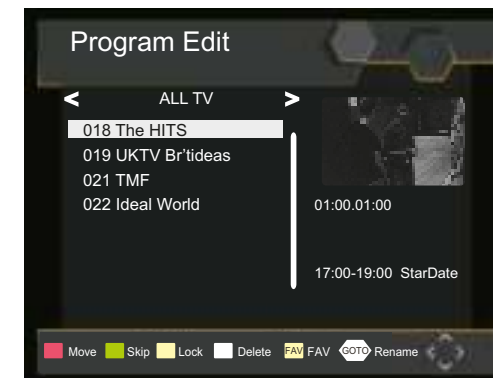 Program Edit
< ALL TV >
018 The HITS
019 UKTV Br'tideas
021 TMF
022 Ideal World
01:00.01:00
17:00-19:00 StarDate
Move Skip Lock Delete FAV FAV GOTO Rename